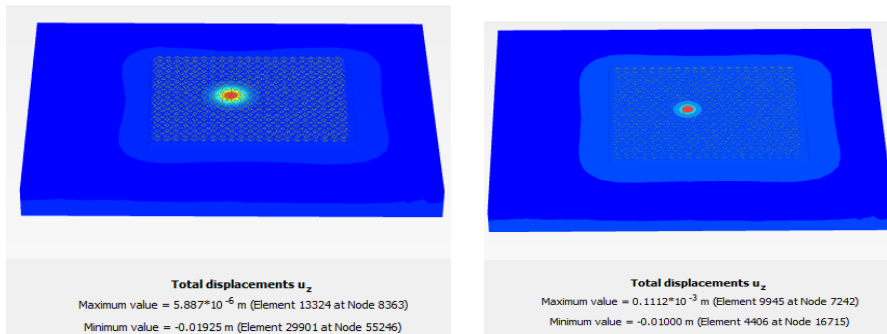 Total displacements u_z
Maximum value = 5.887*10^-6 m (Element 13324 at Node 8363)
Minimum value = -0.01925 m (Element 29901 at Node 55246)
Total displacements u_z
Maximum value = 0.1112*10^-3 m (Element 9945 at Node 7242)
Minimum value = -0.01000 m (Element 4406 at Node 16715)